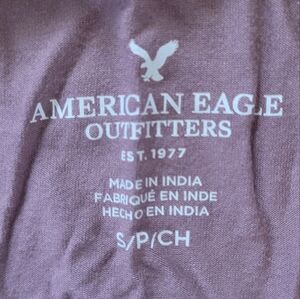 AMERICAN EAGLE
OUTFITTERS
EST. 1977
MADE IN INDIA
FABRIQUÉ EN INDE
HECHO EN INDIA
S/P/CH